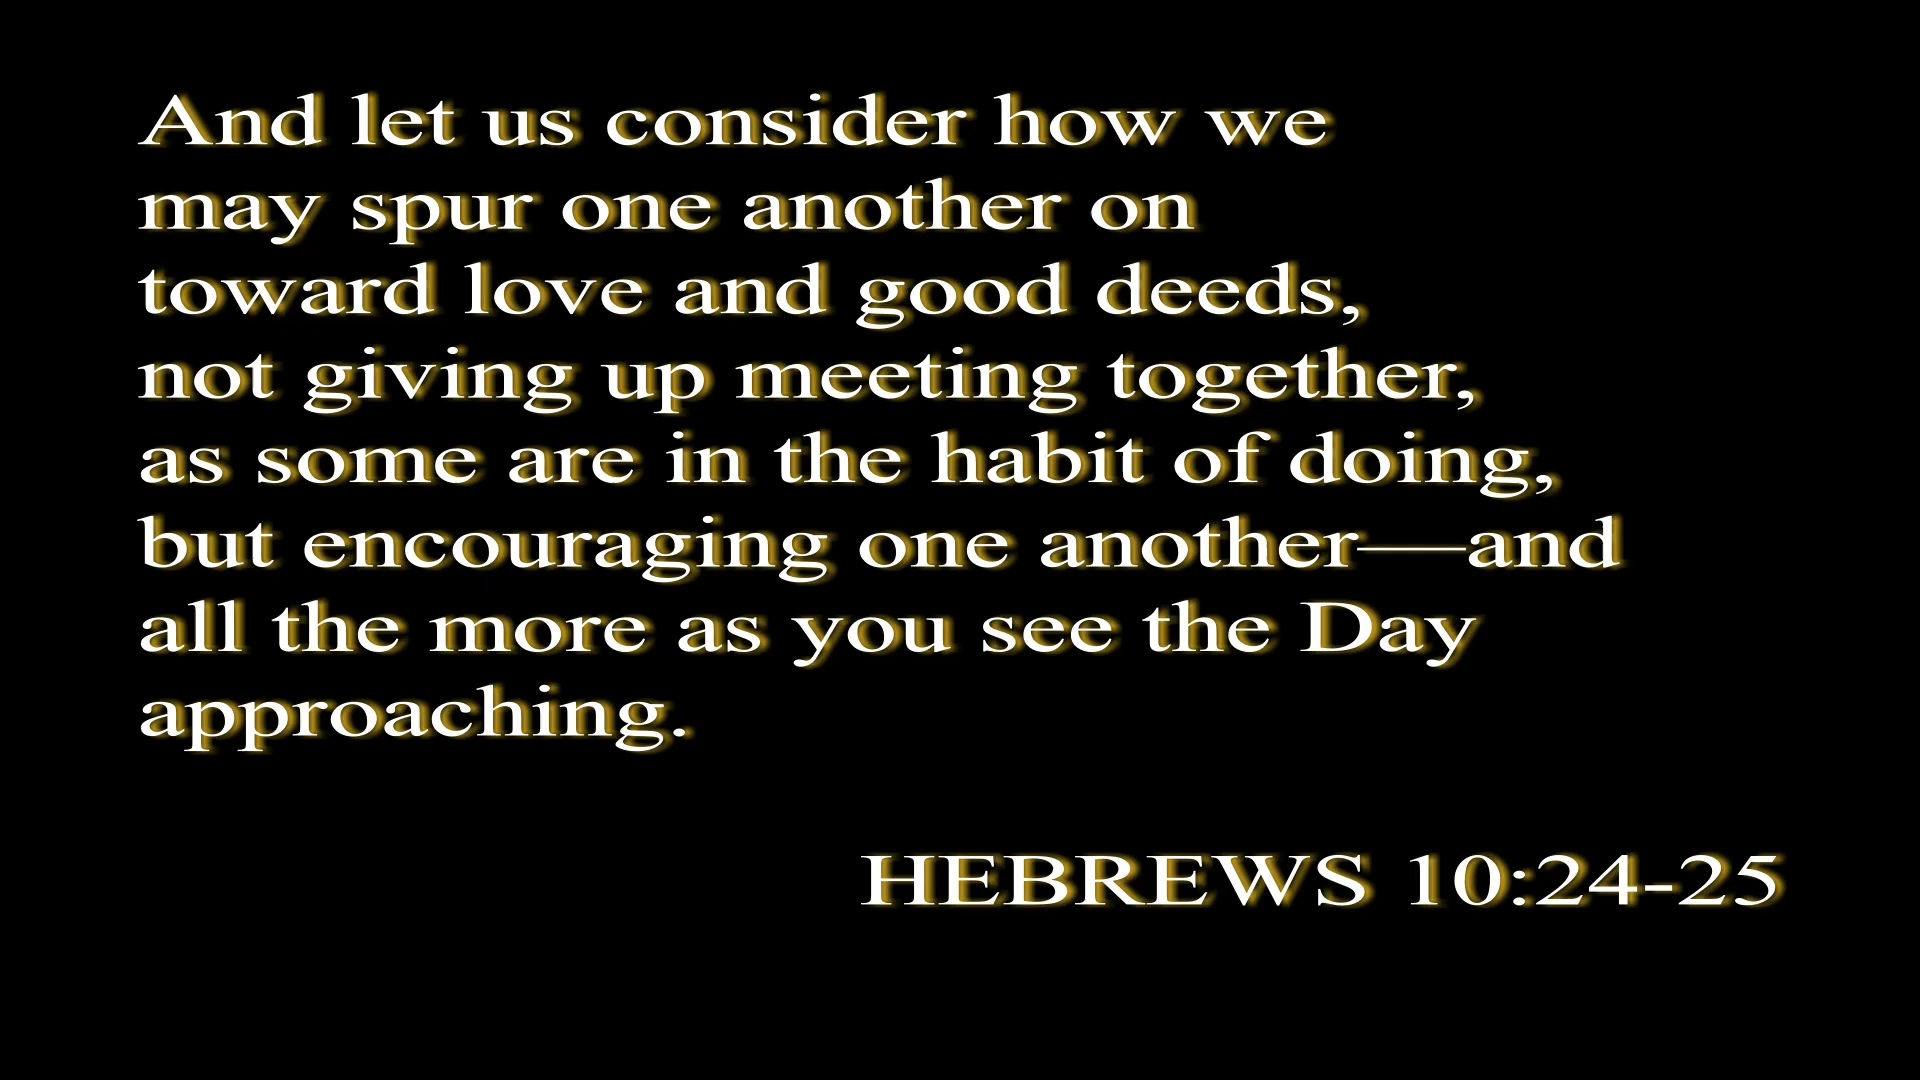 And let us consider how we
may spur one another on
toward love and good deeds,
not giving up meeting together,
as some are in the habit of doing,
but encouraging one another—and
all the more as you see the Day
approaching.
HEBREWS 10:24-25